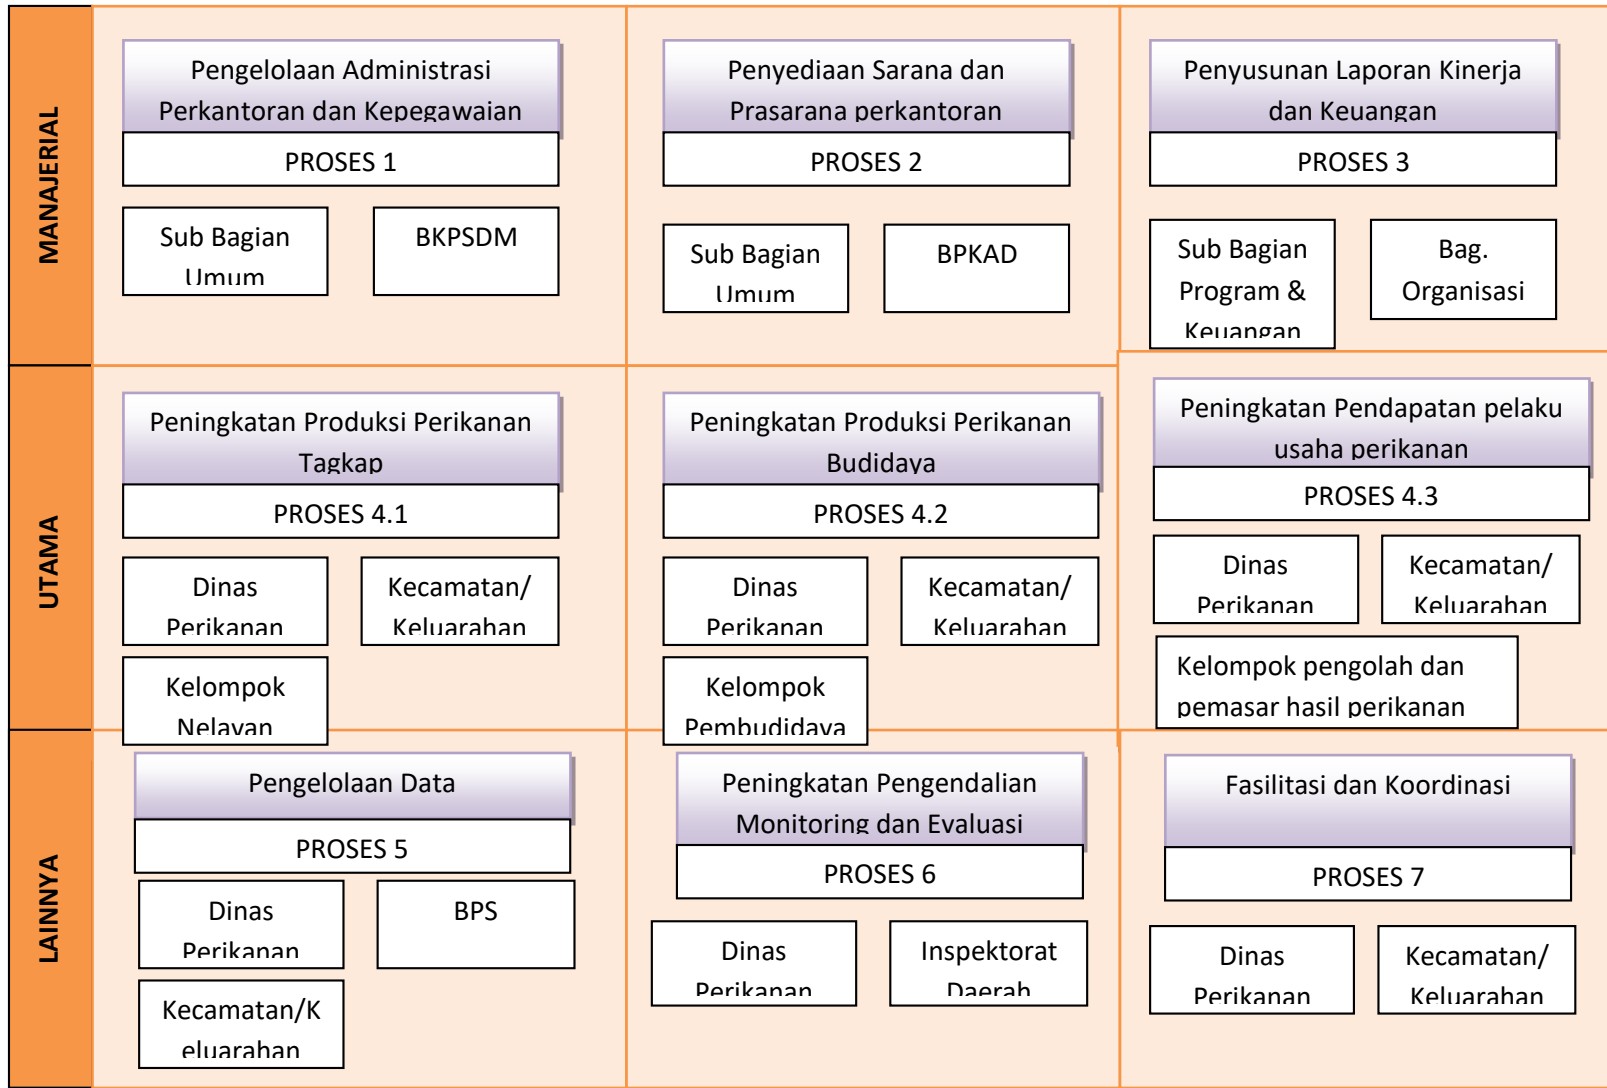 MANAJERIAL
Pengelolaan Administrasi
Perkantoran dan Kepegawaian
PROSES 1
Sub Bagian
Umum
BKPSDM
Penyediaan Sarana dan
Prasarana perkantoran
PROSES 2
Sub Bagian
Umum
BPKAD
Penyusunan Laporan Kinerja
dan Keuangan
PROSES 3
Sub Bagian
Program &
Keuangan
Bag.
Organisasi
UTAMA
Peningkatan Produksi Perikanan
Tagkap
PROSES 4.1
Dinas
Perikanan
Kecamatan/
Keluarahan
Kelompok
Nelayan
Peningkatan Produksi Perikanan
Budidaya
PROSES 4.2
Dinas
Perikanan
Kecamatan/
Keluarahan
Kelompok
Pembudidaya
Peningkatan Pendapatan pelaku
usaha perikanan
PROSES 4.3
Dinas
Perikanan
Kecamatan/
Keluarahan
Kelompok pengolah dan
pemasar hasil perikanan
LAINNYA
Pengelolaan Data
PROSES 5
Dinas
Perikanan
BPS
Kecamatan/K
eluarahan
Peningkatan Pengendalian
Monitoring dan Evaluasi
PROSES 6
Dinas
Perikanan
Inspektorat
Daerah
Fasilitasi dan Koordinasi
PROSES 7
Dinas
Perikanan
Kecamatan/
Keluarahan